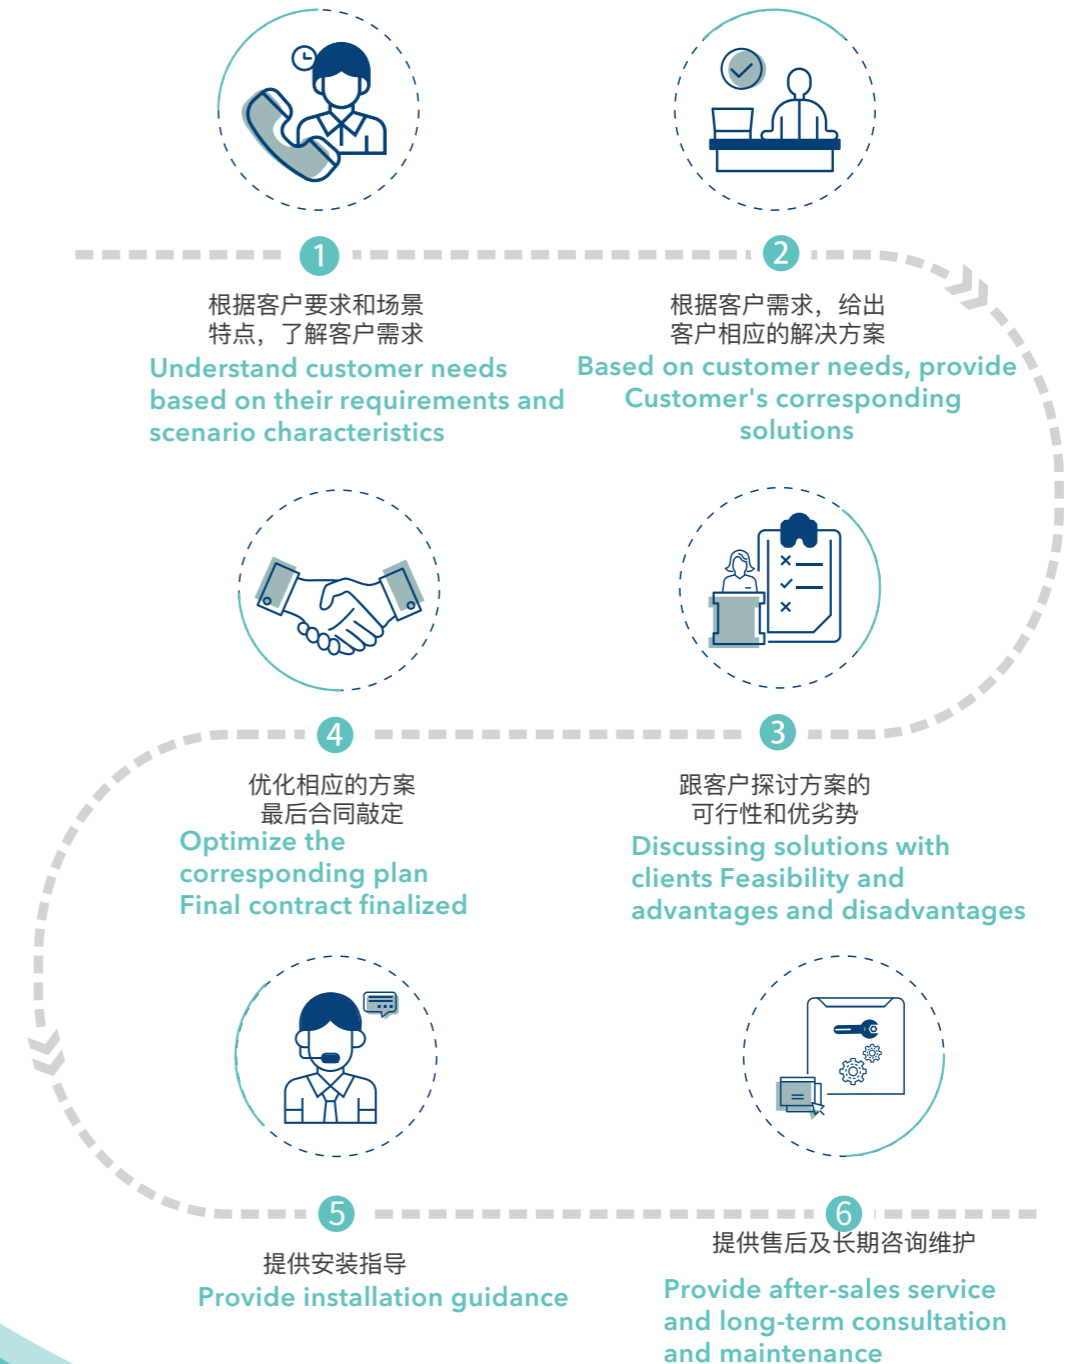 1
根据客户要求和场景
特点，了解客户需求
Understand customer needs
based on their requirements and
scenario characteristics
2
根据客户需求，给出
客户相应的解决方案
Based on customer needs, provide
Customer's corresponding
solutions
3
跟客户探讨方案的
可行性和优劣势
Discussing solutions with
clients Feasibility and
advantages and disadvantages
4
优化相应的方案
最后合同敲定
Optimize the
corresponding plan
Final contract finalized
5
提供安装指导
Provide installation guidance
6
提供售后及长期咨询维护
Provide after-sales service
and long-term consultation
and maintenance